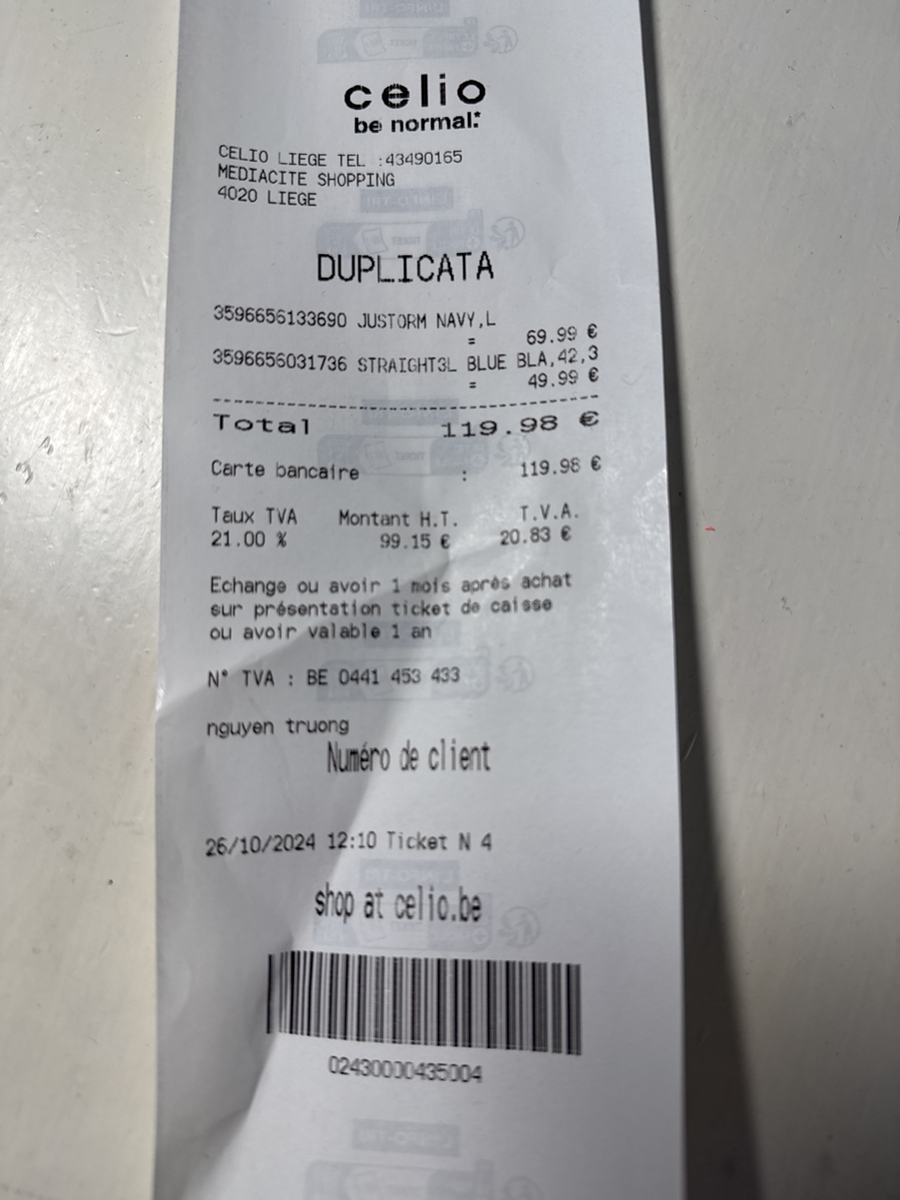 celio
be normal:*
CELIO LIEGE TEL :43490165
MEDIACITE SHOPPING
4020 LIEGE
DUPLICATA
3596656133690 JUSTORM NAVY,L
= 69.99 €
3596656031736 STRAIGHT3L BLUE BLA,42,3
= 49.99 €
Total 119.98 €
Carte bancaire : 119.98 €
Taux TVA Montant H.T. T.V.A.
21.00 % 99.15 € 20.83 €
Echange ou avoir 1 mois après achat
sur présentation ticket de caisse
ou avoir valable 1 an
N° TVA : BE 0441 453 433
nguyen truong
Numéro de client
26/10/2024 12:10 Ticket N 4
shop at celio.be
02430000435004